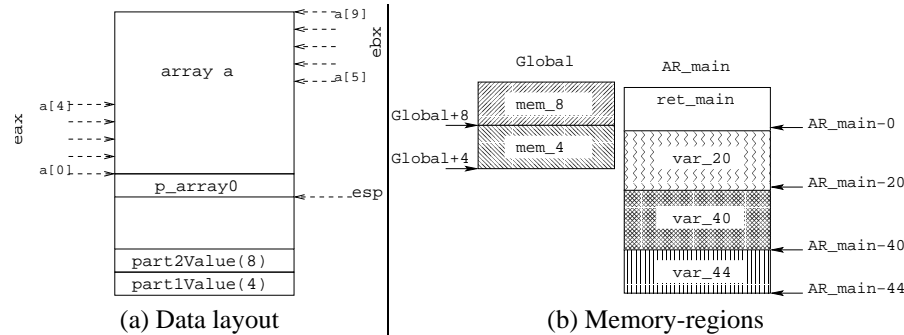 a[9]
ebx
array a
a[5]
a[4]
eax
a[0]
p_array0
esp
part2Value(8)
part1Value(4)
(a) Data layout
Global
AR_main
mem_8
ret_main
Global+8
AR_main-0
mem_4
var_20
Global+4
AR_main-20
var_40
AR_main-40
var_44
AR_main-44
(b) Memory-regions